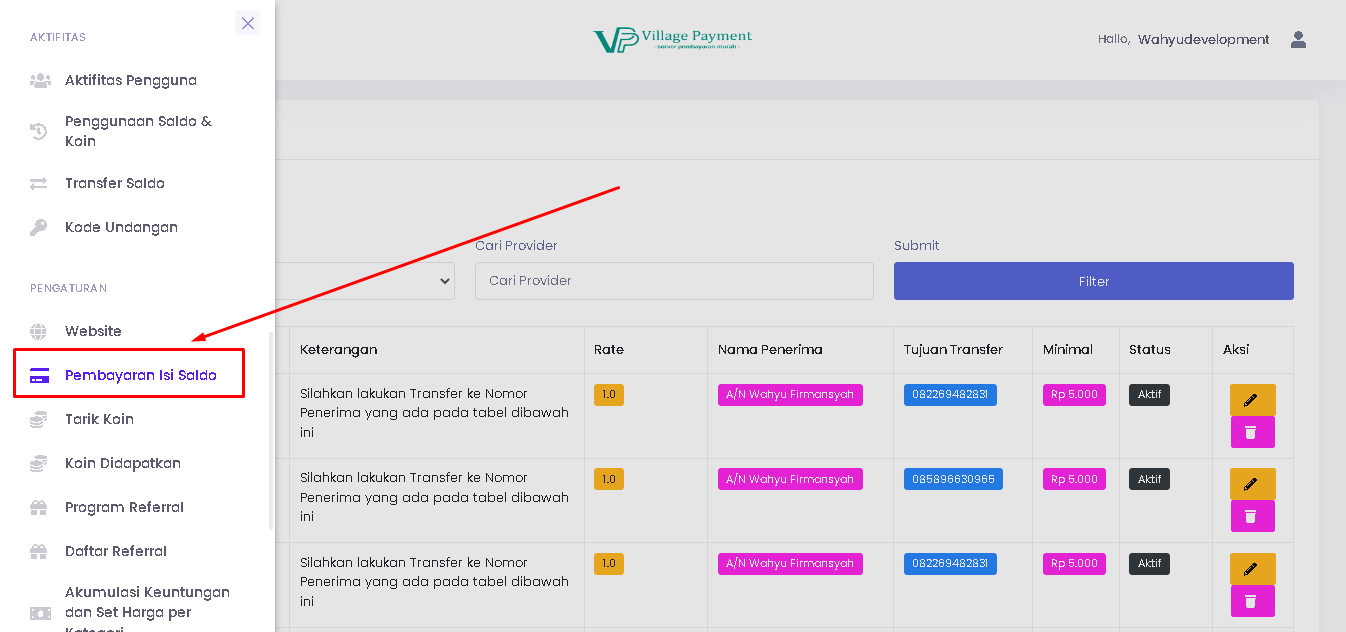 AKTIFITAS
Aktifitas Pengguna
Penggunaan Saldo &
Koin
Transfer Saldo
Kode Undangan
PENGATURAN
Website
Pembayaran Isi Saldo
Tarik Koin
Koin Didapatkan
Program Referral
Daftar Referral
Akumulasi Keuntungan
dan Set Harga per
Kategori
VP Village Payment
- server pembayaran murah -
Hallo, Wahyudevelopment
Cari Provider
Submit
Cari Provider
Filter
Keterangan Rate Nama Penerima Tujuan Transfer Minimal Status Aksi
Silahkan lakukan Transfer ke Nomor
Penerima yang ada pada tabel dibawah
ini
1.0 A/N Wahyu Firmansyah 082269482831 Rp 5.000 Aktif
Silahkan lakukan Transfer ke Nomor
Penerima yang ada pada tabel dibawah
ini
1.0 A/N Wahyu Firmansyah 085896630965 Rp 5.000 Aktif
Silahkan lakukan Transfer ke Nomor
Penerima yang ada pada tabel dibawah
ini
1.0 A/N Wahyu Firmansyah 082269482831 Rp 5.000 Aktif